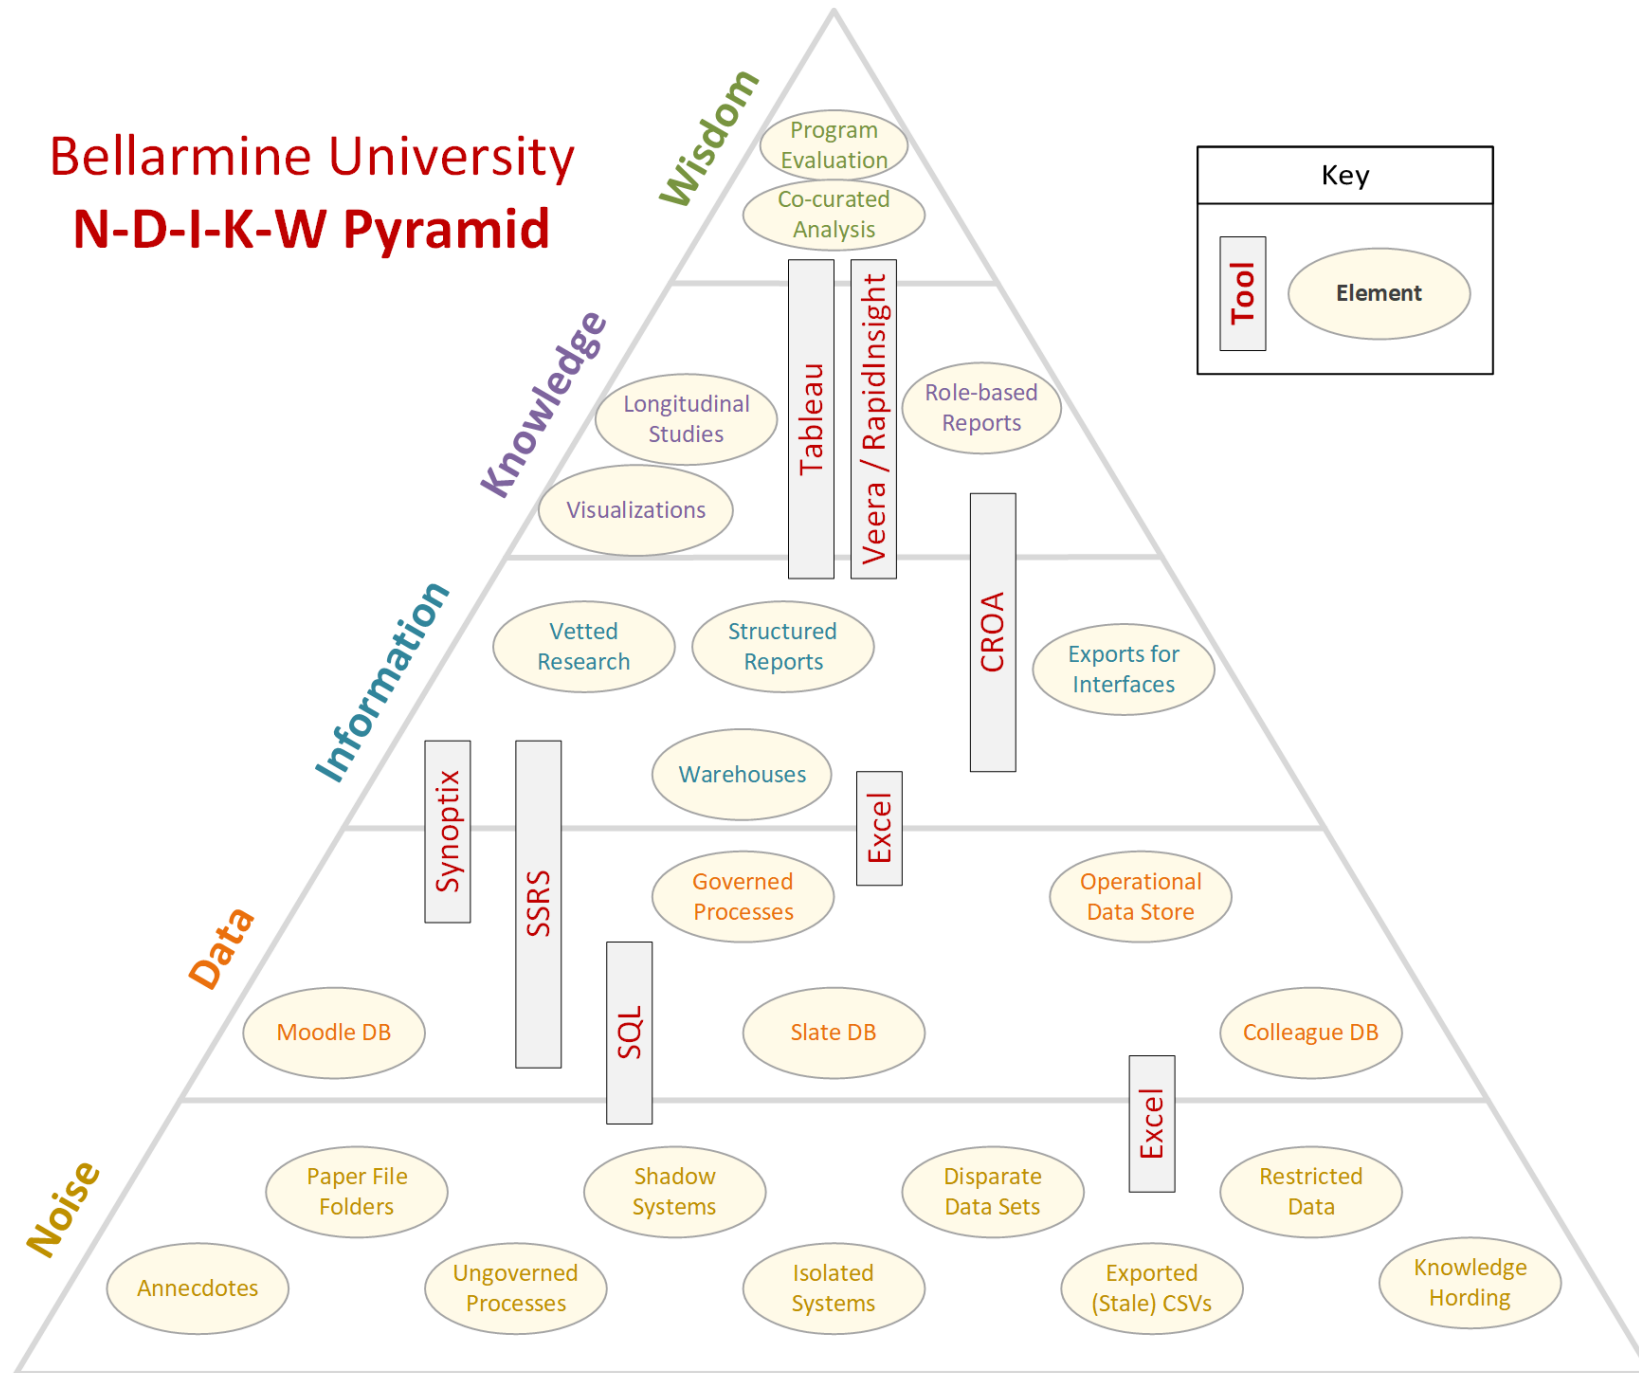 Bellarmine University
N-D-I-K-W Pyramid
Key
Tool
Element
Wisdom
Program
Evaluation
Co-curated
Analysis
Knowledge
Tableau
Veera / RapidInsight
Longitudinal
Studies
Role-based
Reports
Visualizations
CROA
Information
Vetted
Research
Structured
Reports
Exports for
Interfaces
Warehouses
Synoptix
SSRS
Excel
Data
Governed
Processes
Operational
Data Store
SQL
Moodle DB
Slate DB
Colleague DB
Excel
Noise
Paper File
Folders
Shadow
Systems
Disparate
Data Sets
Restricted
Data
Annecdotes
Ungoverned
Processes
Isolated
Systems
Exported
(Stale) CSVs
Knowledge
Hording